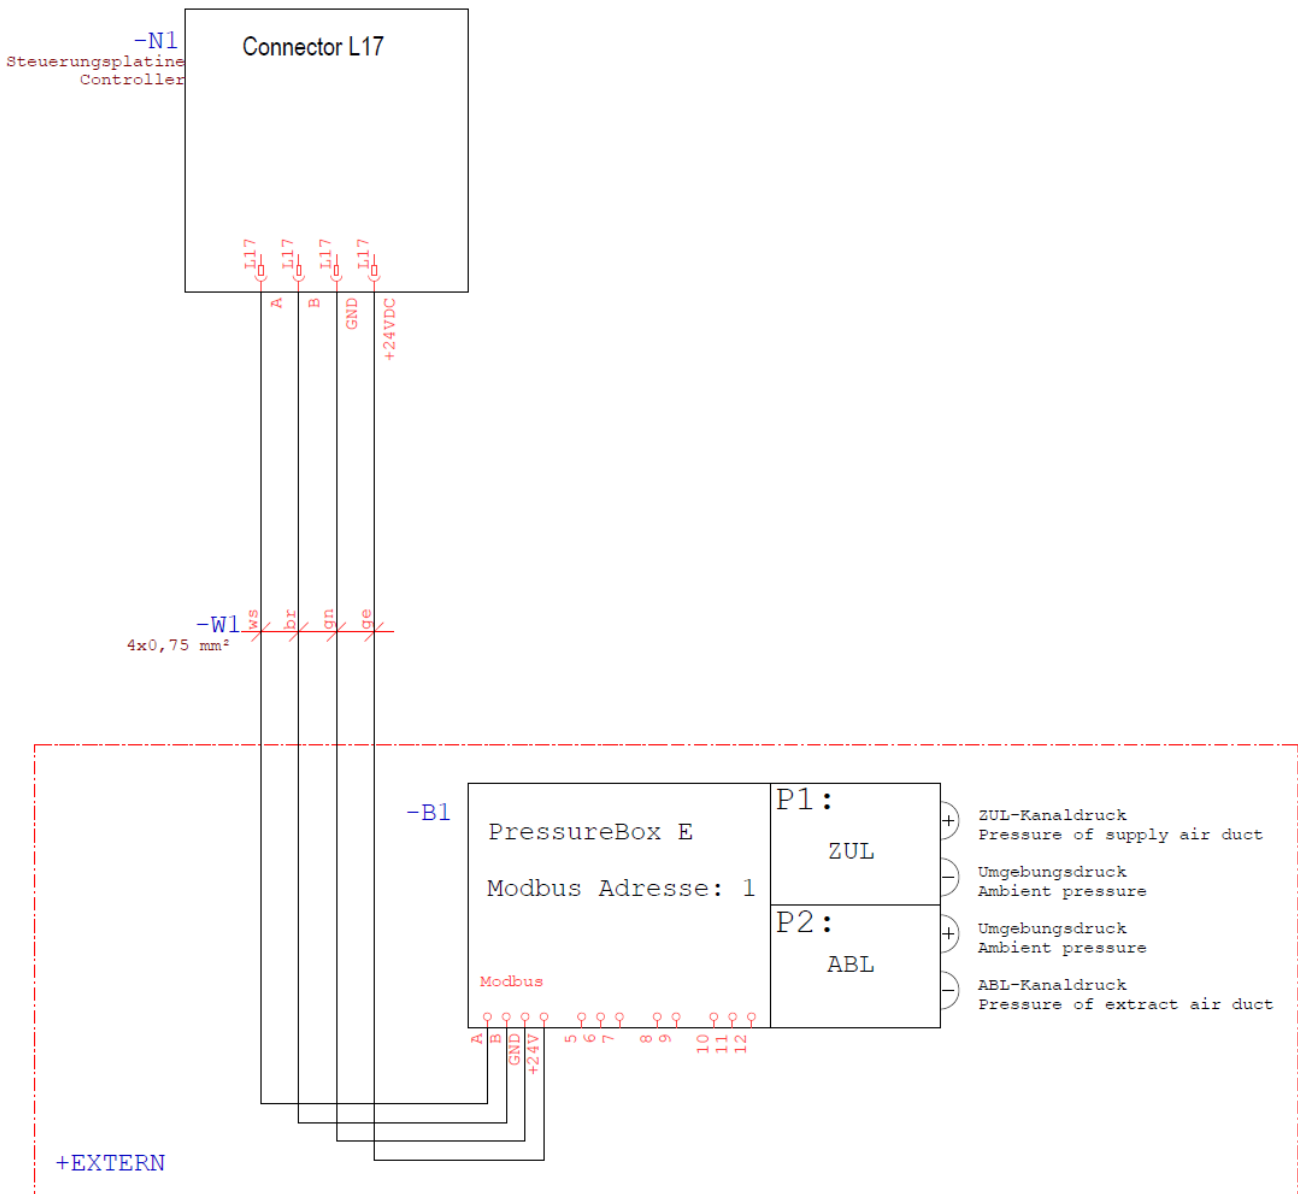 Connector L17
-N1
Steuerungsplatine
Controller
L17
L17
L17
L17
A
B
GND
+24VDC
-W1
4x0,75 mm²
ws
br
gn
ge
-B1
PressureBox E
Modbus Adresse: 1
Modbus
P1:
ZUL
P2:
ABL
+
ZUL-Kanaldruck
Pressure of supply air duct
−
Umgebungsdruck
Ambient pressure
+
Umgebungsdruck
Ambient pressure
−
ABL-Kanaldruck
Pressure of extract air duct
A
B
GND
+24V
5
6
7
8
9
10
11
12
+EXTERN